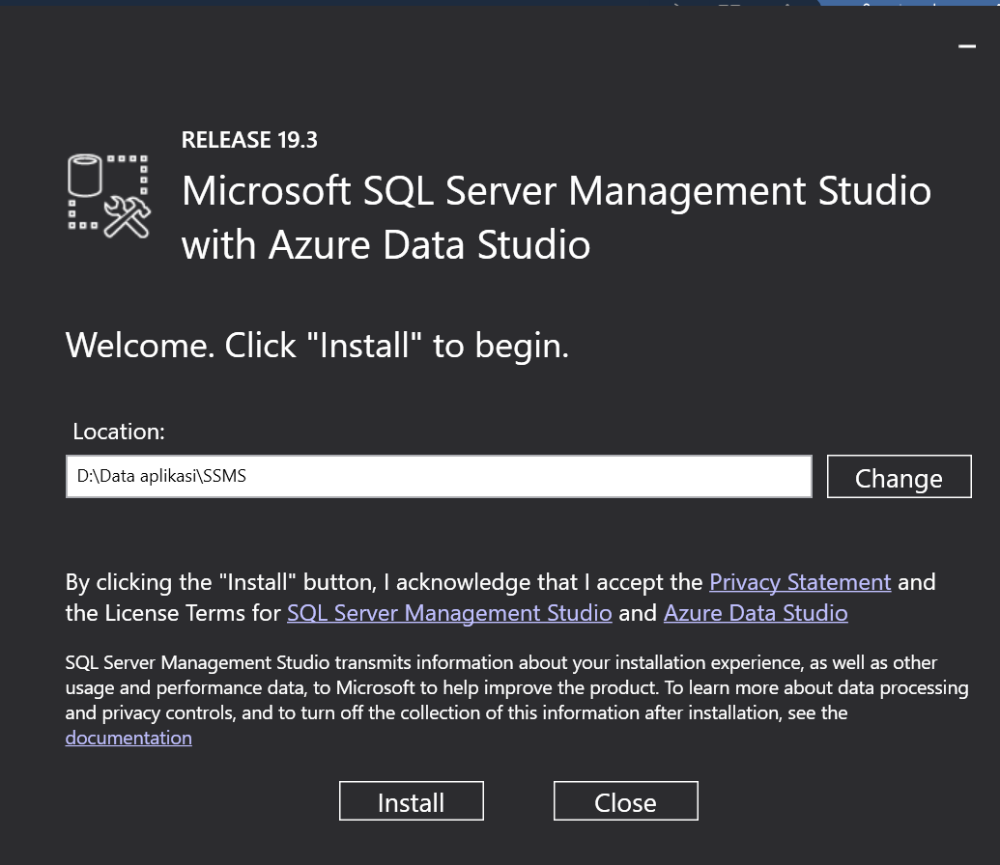 RELEASE 19.3
Microsoft SQL Server Management Studio
with Azure Data Studio
Welcome. Click "Install" to begin.
Location:
D:\Data aplikasi\SSMS
Change
By clicking the "Install" button, I acknowledge that I accept the Privacy Statement and
the License Terms for SQL Server Management Studio and Azure Data Studio
SQL Server Management Studio transmits information about your installation experience, as well as other
usage and performance data, to Microsoft to help improve the product. To learn more about data processing
and privacy controls, and to turn off the collection of this information after installation, see the
documentation
Install
Close